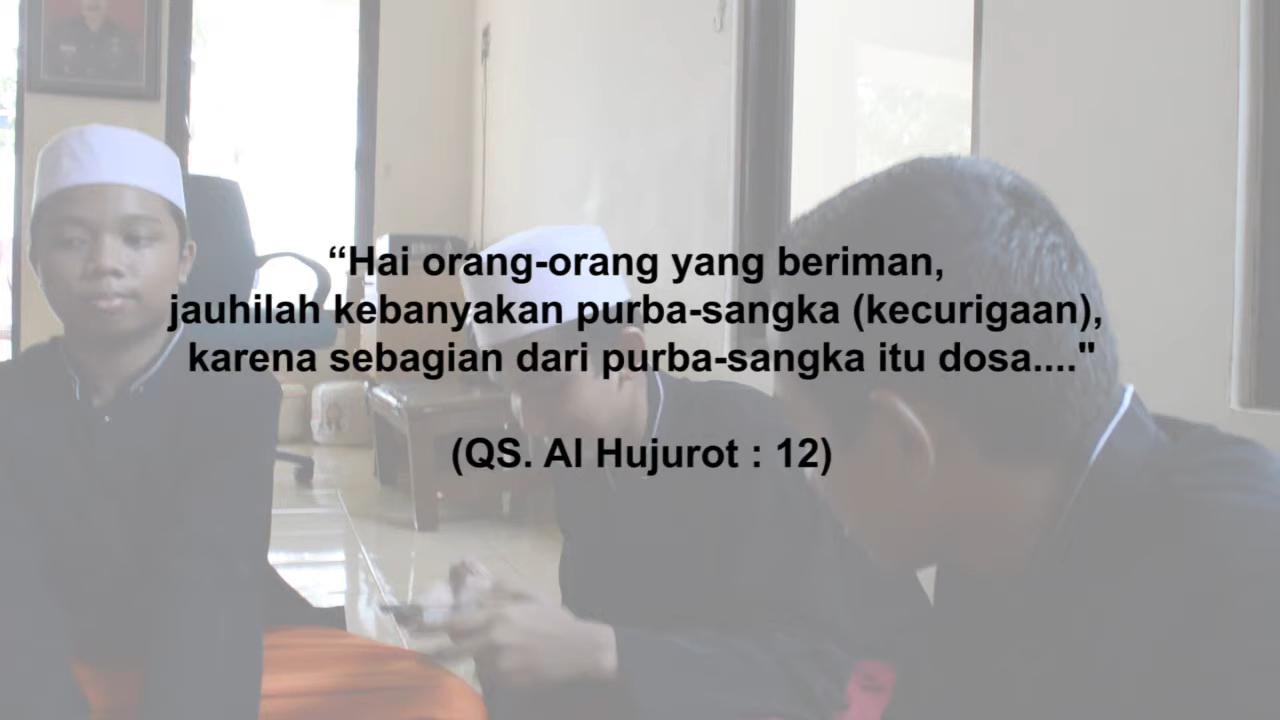 “Hai orang-orang yang beriman,
jauhilah kebanyakan purba-sangka (kecurigaan),
karena sebagian dari purba-sangka itu dosa...."
(QS. Al Hujurot : 12)